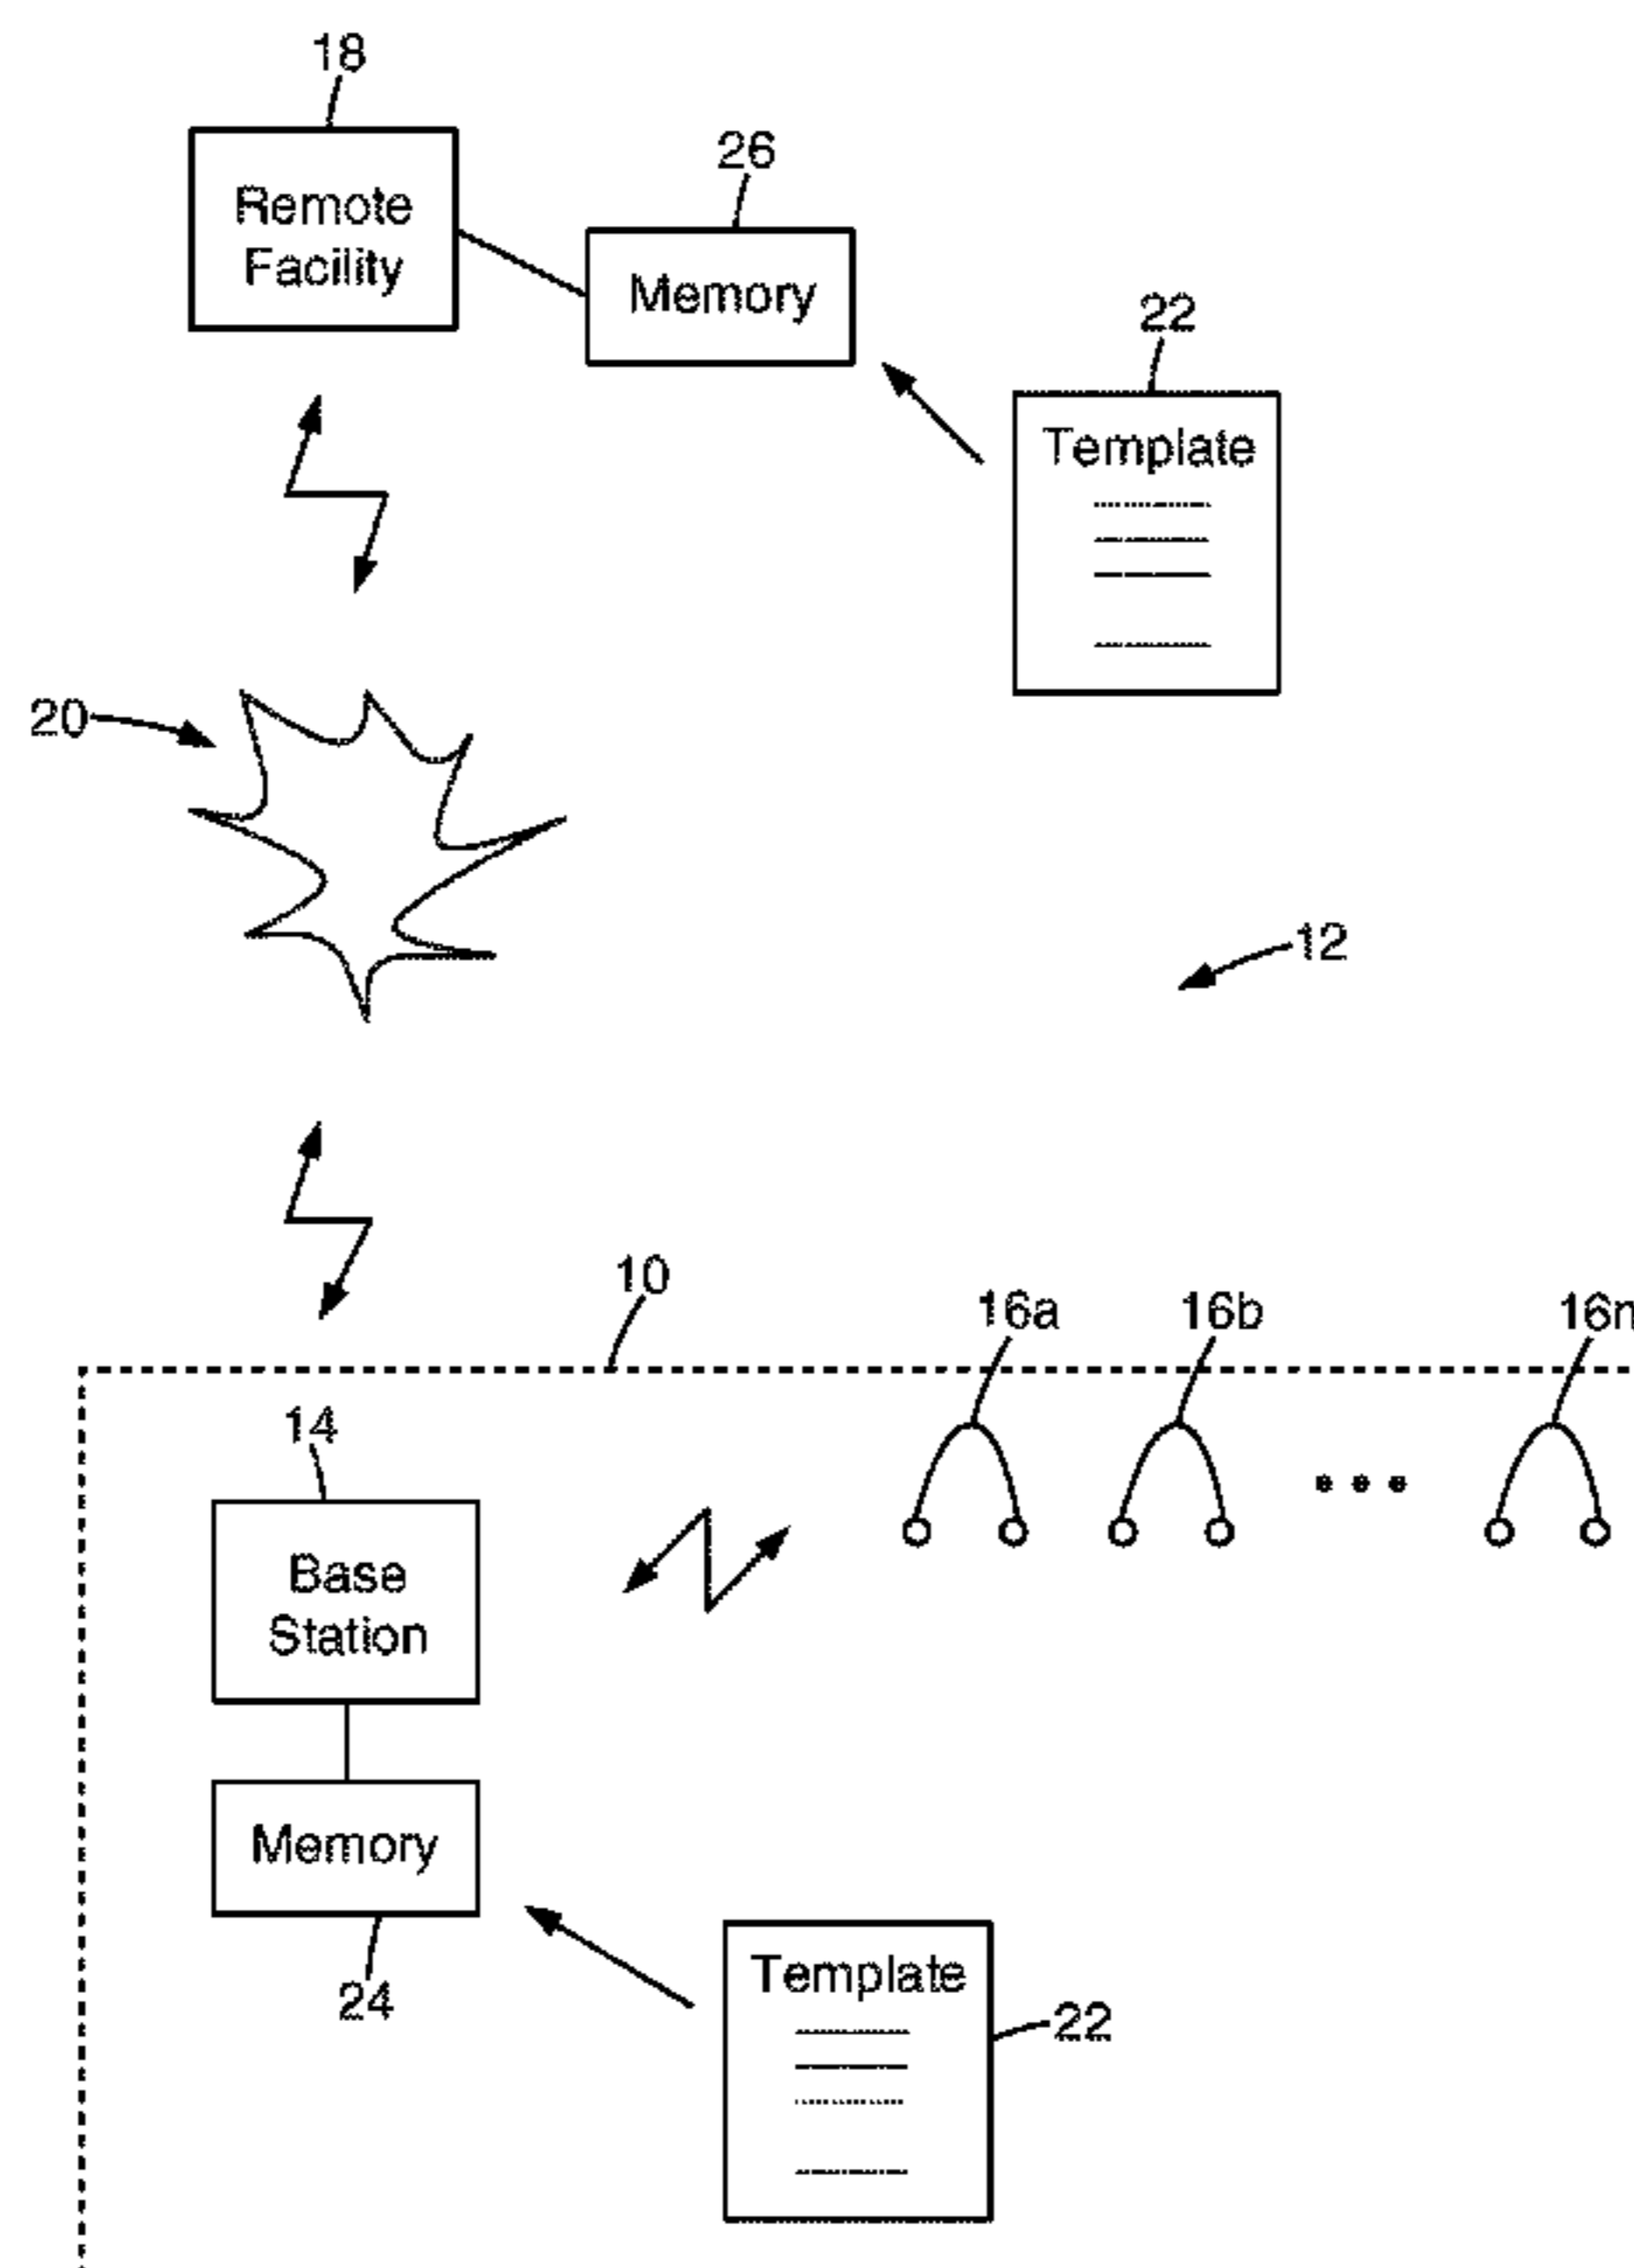 18
Remote
Facility
26
Memory
22
Template
20
12
10
16a
16b
16n
14
Base
Station
Memory
24
Template
22